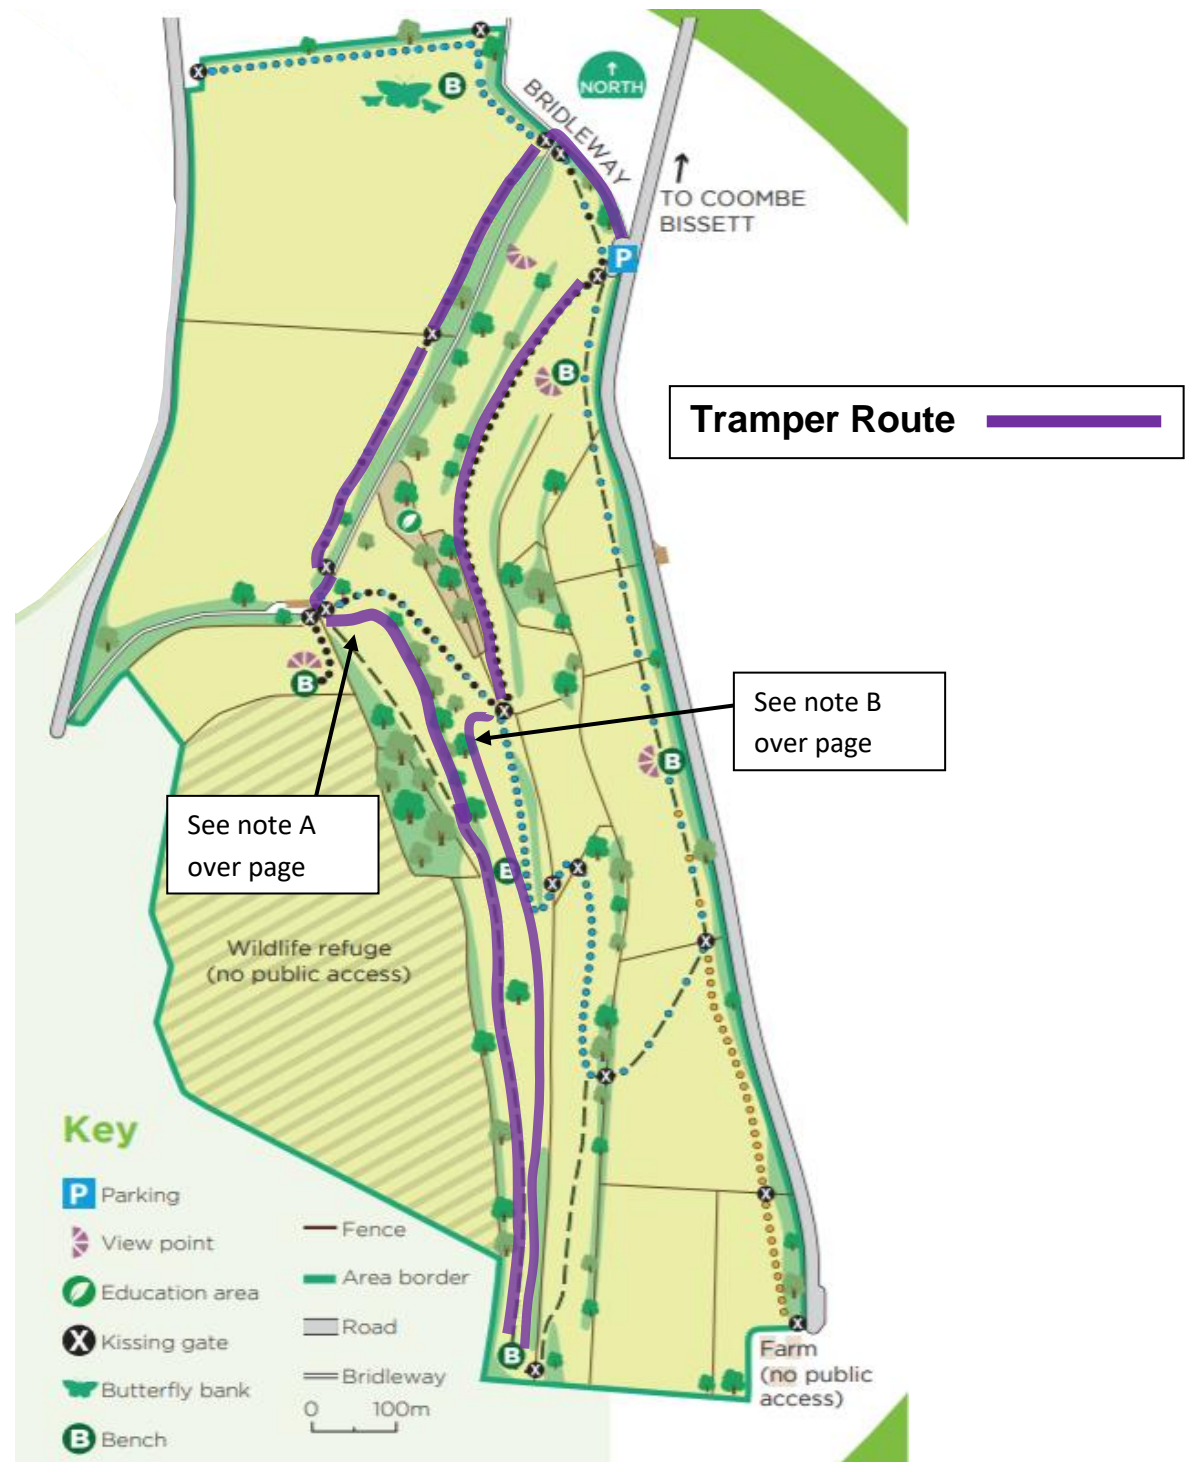 NORTH
BRIDLEWAY
TO COOMBE
BISSETT
P
B
X
Tramper Route
See note B
over page
See note A
over page
Wildlife refuge
(no public access)
Key
P Parking
View point
Education area
X Kissing gate
Butterfly bank
B Bench
Fence
Area border
Road
Bridleway
0 100m
Farm
(no public
access)